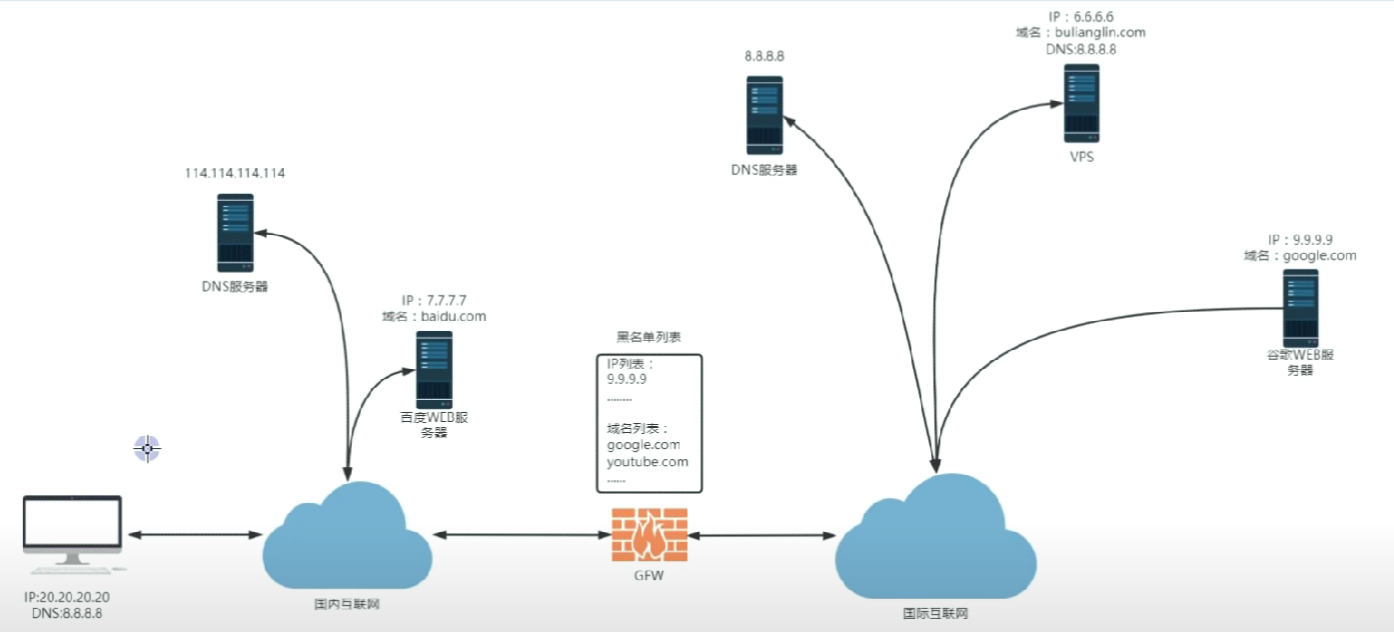 IP：6.6.6.6
域名：bulianglin.com
DNS:8.8.8.8
VPS
8.8.8.8
DNS服务器
114.114.114.114
DNS服务器
IP：9.9.9.9
域名：google.com
谷歌WEB服
务器
IP：7.7.7.7
域名：baidu.com
百度WEB服
务器
黑名单列表
IP列表：
9.9.9.9
........
域名列表：
google.com
youtube.com
......
GFW
IP:20.20.20.20
DNS:8.8.8.8
国内互联网
国际互联网